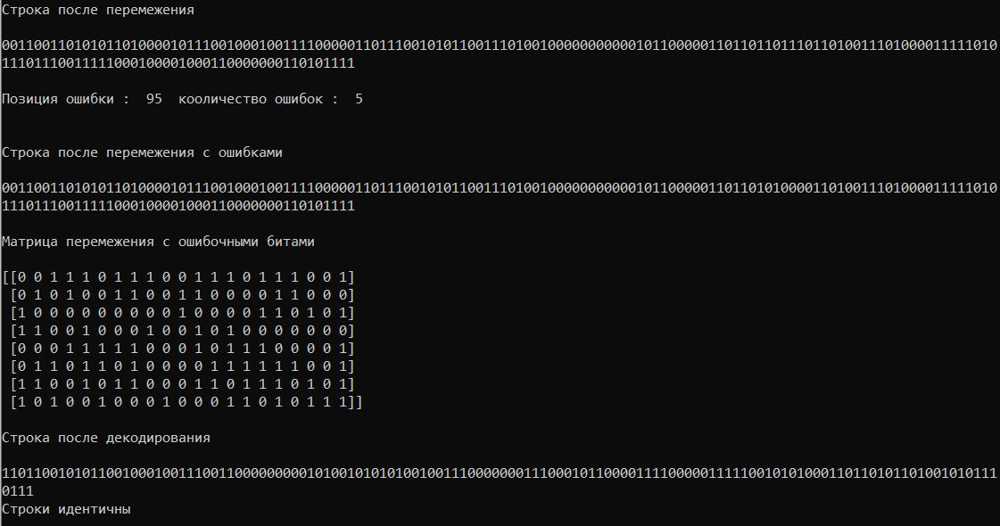 Строка после перемежения
0011001101010110100001011100100010011110000011011100101011001110100100000000000101100000110110110111011010011101000011111010
11101110011111000100001000110000000110101111
Позиция ошибки : 95 кооличество ошибок : 5
Строка после перемежения с ошибками
0011001101010110100001011100100010011110000011011100101011001110100100000000000101100000110110101000011010011101000011111010
11101110011111000100001000110000000110101111
Матрица перемежения с ошибочными битами
[[0 0 1 1 1 0 1 1 1 0 0 1 1 1 0 1 1 1 0 0 1]
[0 1 0 1 0 0 1 1 0 0 1 1 0 0 0 0 1 1 0 0 0]
[1 0 0 0 0 0 0 0 0 0 1 0 0 0 0 1 1 0 1 0 1]
[1 1 0 0 1 0 0 0 1 0 0 1 0 1 0 0 0 0 0 0 0]
[0 0 0 1 1 1 1 1 0 0 0 1 0 1 1 1 0 0 0 0 1]
[0 1 1 0 1 1 0 1 0 0 0 0 1 1 1 1 1 1 0 0 1]
[1 1 0 0 1 0 1 1 0 0 0 1 1 0 1 1 1 0 1 0 1]
[1 0 1 0 0 1 0 0 0 1 0 0 0 1 1 0 1 0 1 1 1]]
Строка после декодирования
1101100101011001000100111001100000000010100101010100100111000000011100010110000111100000111110010101000110110101101001010111
0111
Строки идентичны